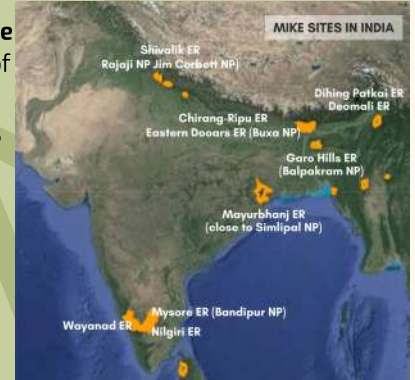 MIKE SITES IN INDIA
e
of
Shivalik ER
Rajaji NP Jim Corbett NP)
Dihing Patkai ER
Deomali ER
Chirang-Ripu ER
Eastern Dooars ER (Buxa NP)
Garo Hills ER
(Balpakram NP)
Mayurbhanj ER
(close to Simlipal NP)
Mysore ER (Bandipur NP)
Wayanad ER
Nilgiri ER